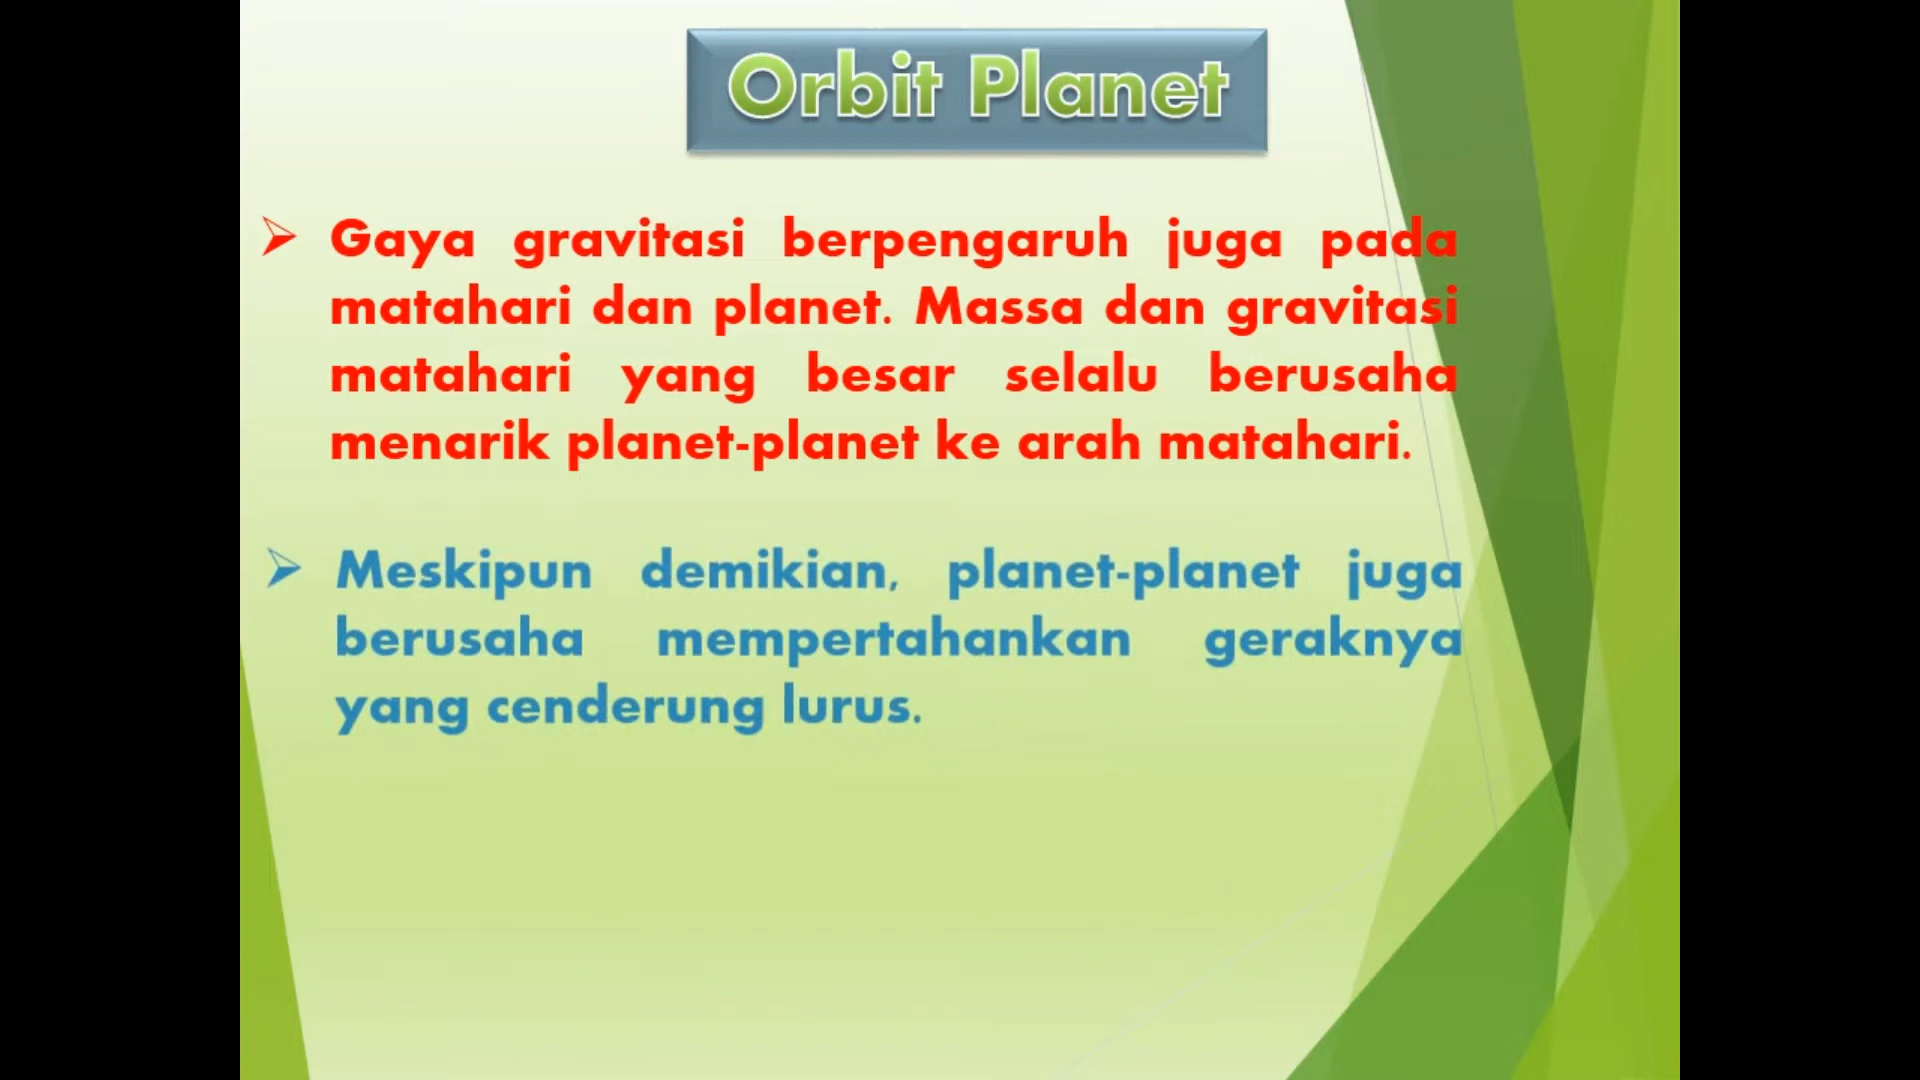 Orbit Planet
Gaya gravitasi berpengaruh juga pada
matahari dan planet. Massa dan gravitasi
matahari yang besar selalu berusaha
menarik planet-planet ke arah matahari.
Meskipun demikian, planet-planet juga
berusaha mempertahankan geraknya
yang cenderung lurus.